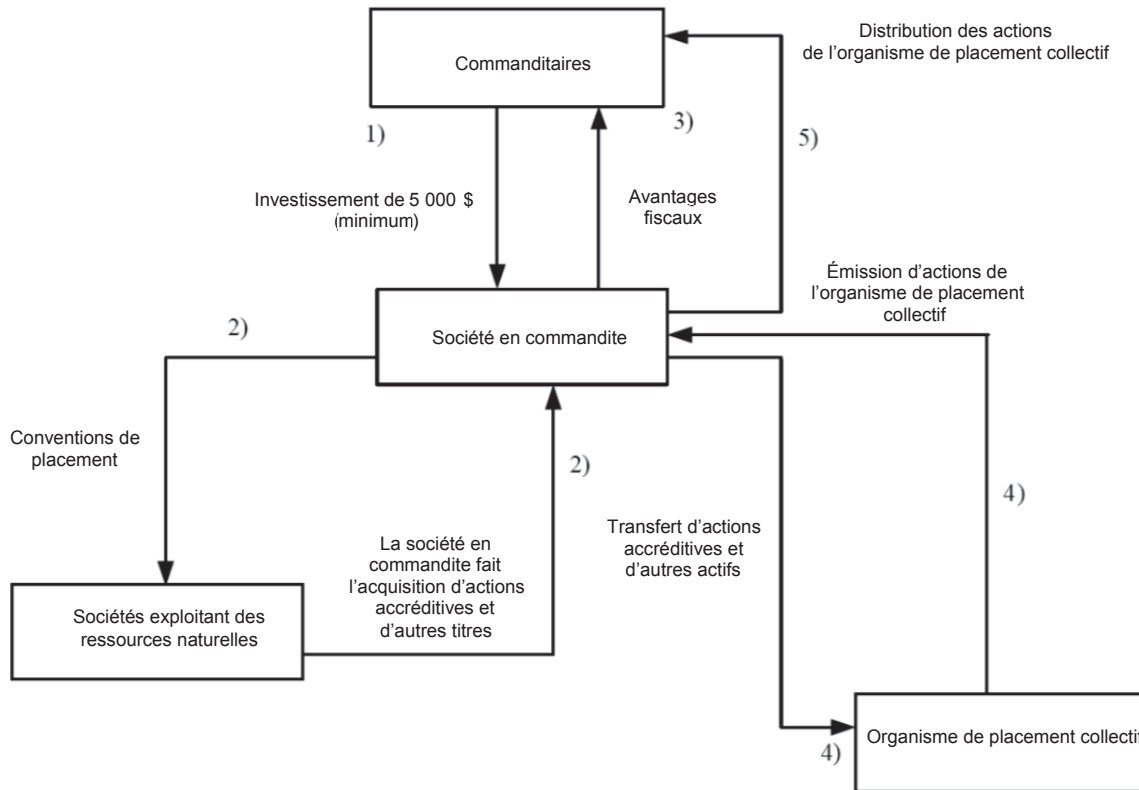 Distribution des actions
de l'organisme de placement collectif
Commanditaires
1)
3)
5)
Investissement de 5 000 $
(minimum)
Avantages
fiscaux
Émission d'actions de
l'organisme de placement
collectif
Société en commandite
2)
Conventions de
placement
2)
4)
La société en
commandite fait
l'acquisition d'actions
accréditives et
d'autres titres
Transfert d'actions
accréditives et
d'autres actifs
Sociétés exploitant des
ressources naturelles
Organisme de placement collectif
4)